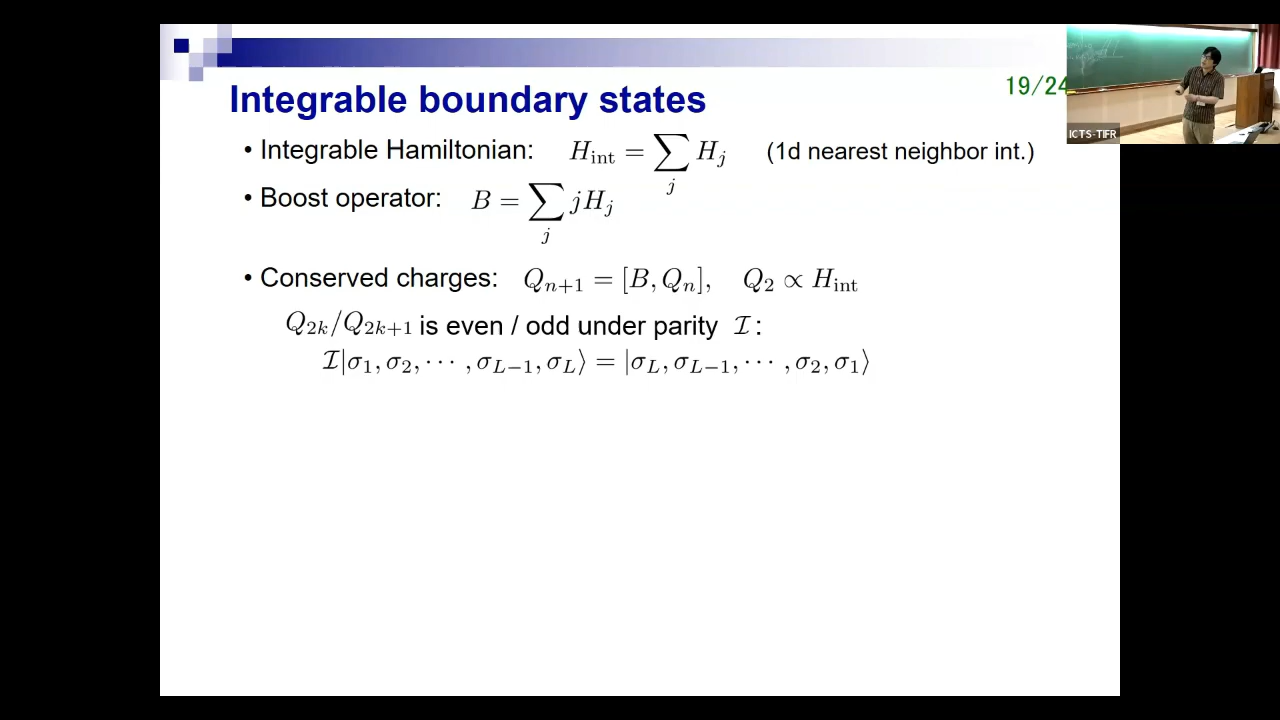 Integrable boundary states
19/24
• Integrable Hamiltonian: H_int = ∑_j H_j (1d nearest neighbor int.)
• Boost operator: B = ∑_j jH_j
• Conserved charges: Q_{n+1} = [B, Q_n], Q_2 ∝ H_int
Q_{2k}/Q_{2k+1} is even / odd under parity ℐ :
ℐ|σ_1, σ_2, ⋯ , σ_{L−1}, σ_L⟩ = |σ_L, σ_{L−1}, ⋯ , σ_2, σ_1⟩
ICTS-TIFR